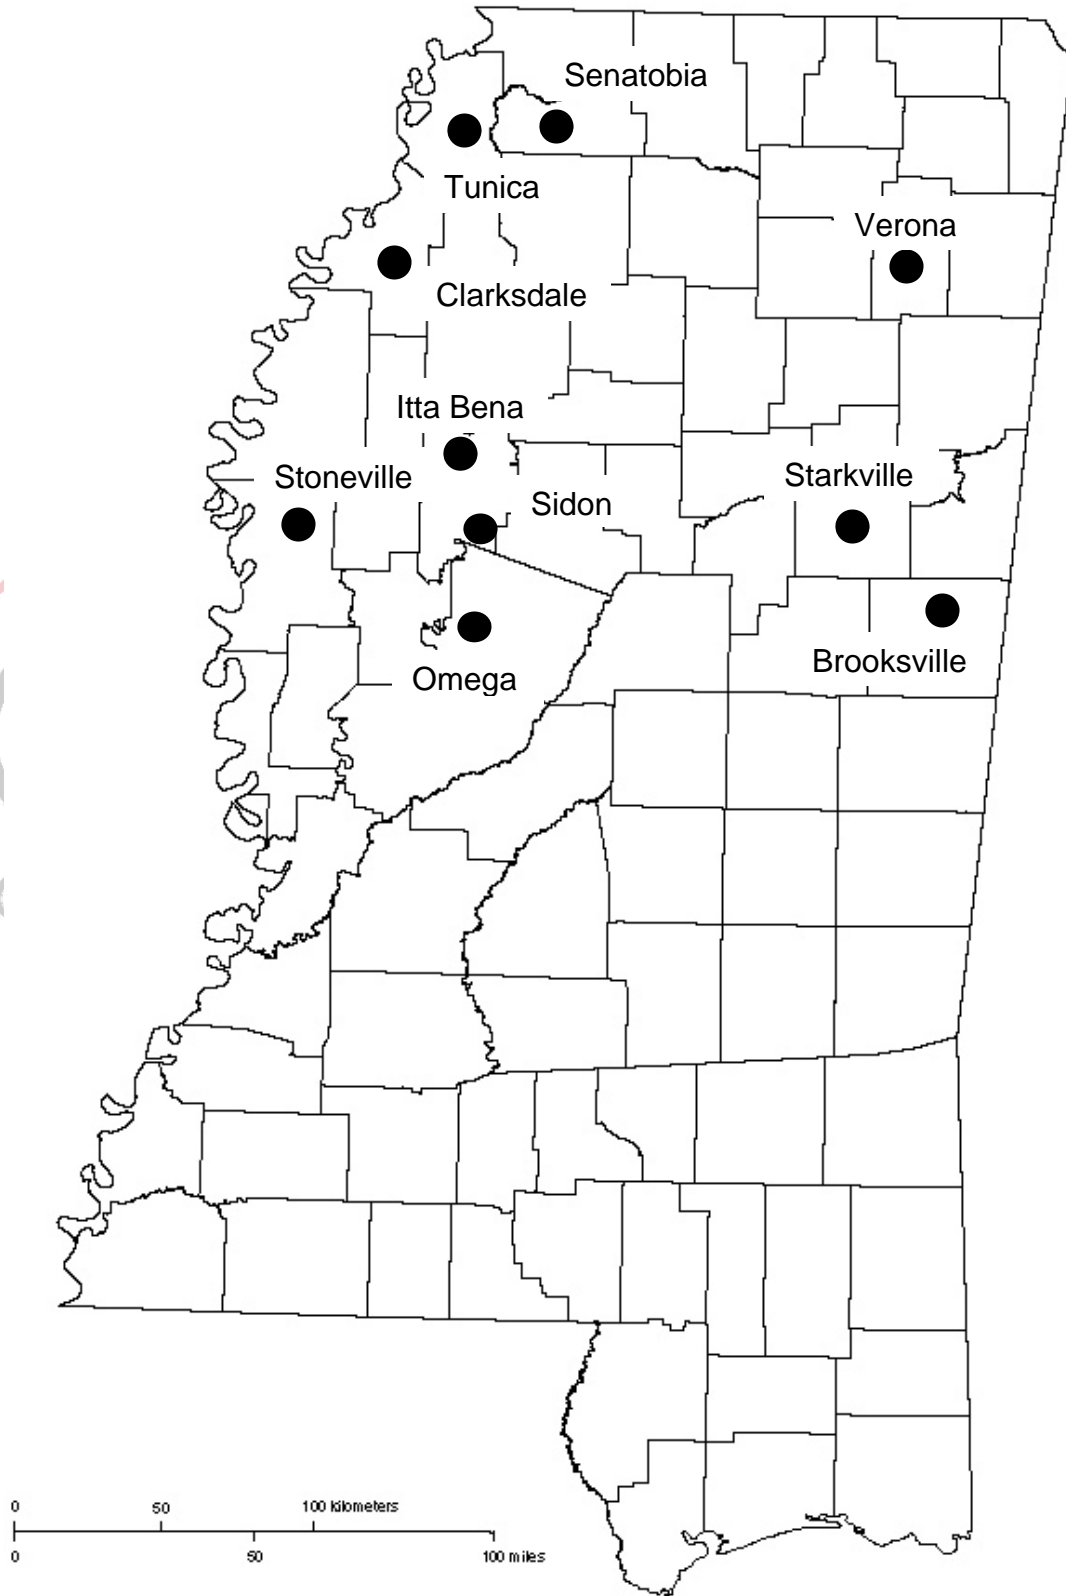 Senatobia
Tunica
Verona
Clarksdale
Itta Bena
Stoneville
Starkville
Sidon
Brooksville
Omega
0 50 100 kilometers
0 50 100 miles